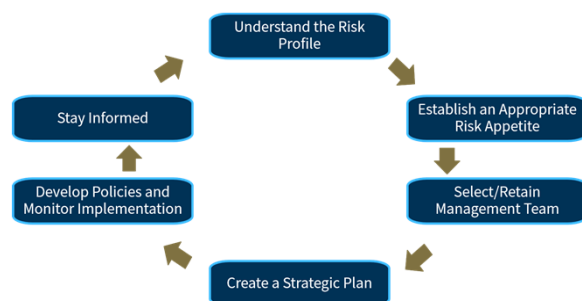 Understand the Risk
Profile
Establish an Appropriate
Risk Appetite
Select/Retain
Management Team
Create a Strategic Plan
Develop Policies and
Monitor Implementation
Stay Informed